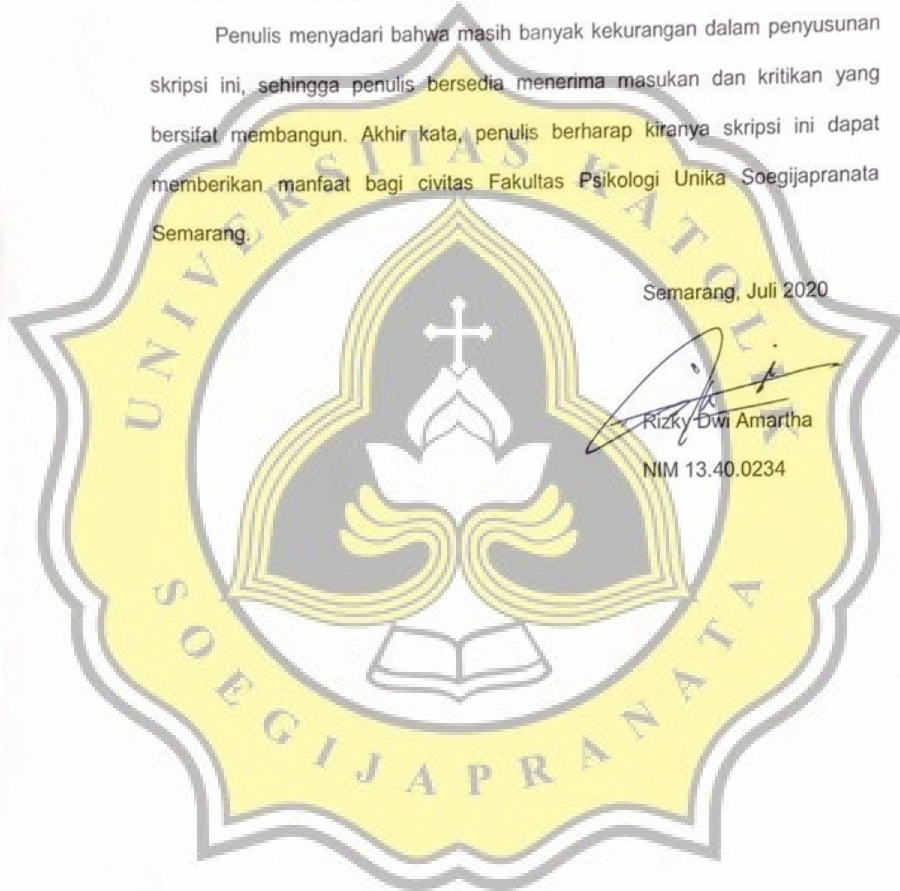 Penulis menyadari bahwa masih banyak kekurangan dalam penyusunan
skripsi ini, sehingga penulis bersedia menerima masukan dan kritikan yang
bersifat membangun. Akhir kata, penulis berharap kiranya skripsi ini dapat
memberikan manfaat bagi civitas Fakultas Psikologi Unika Soegijapranata
Semarang.
Semarang, Juli 2020
Rizky Dwi Amartha
NIM 13.40.0234
UNIVERSITAS KATOLIK
SOEGIJAPRANATA